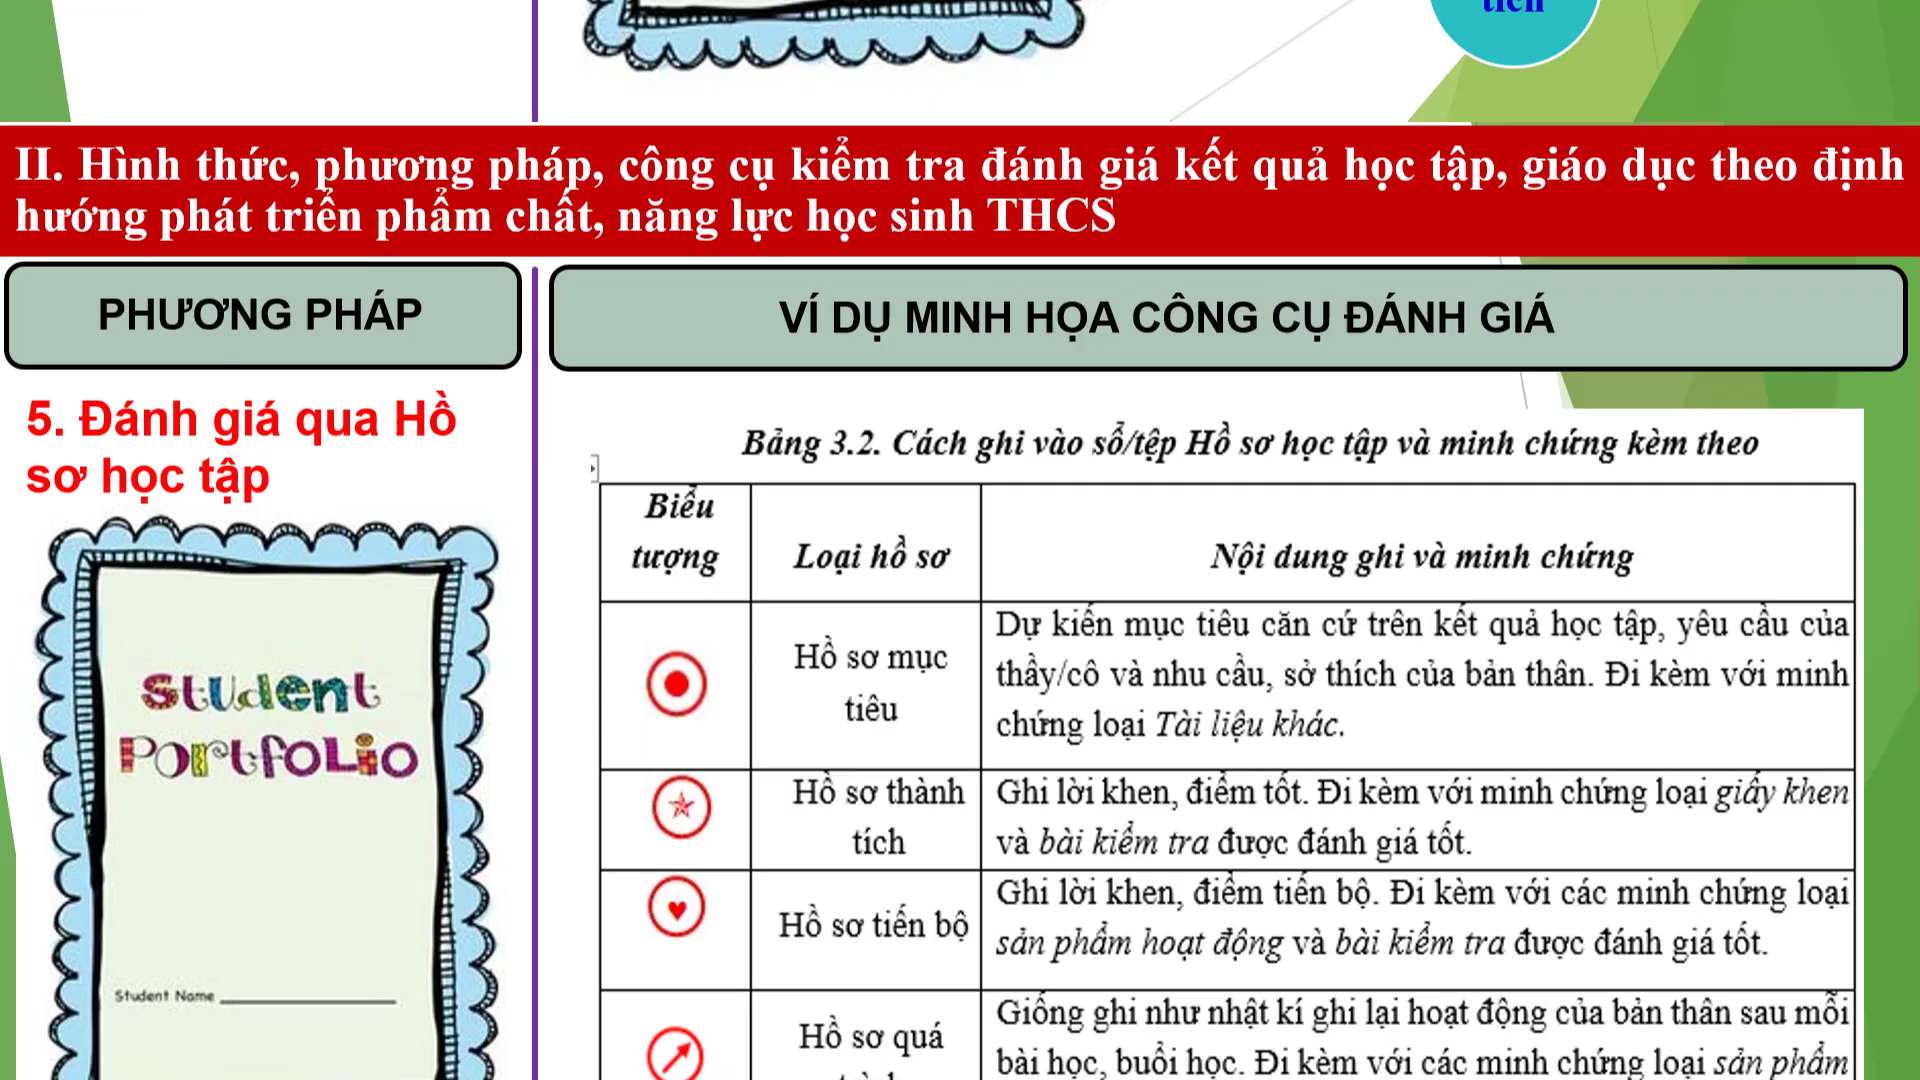 tích
II. Hình thức, phương pháp, công cụ kiểm tra đánh giá kết quả học tập, giáo dục theo định
hướng phát triển phẩm chất, năng lực học sinh THCS
PHƯƠNG PHÁP
VÍ DỤ MINH HỌA CÔNG CỤ ĐÁNH GIÁ
5. Đánh giá qua Hồ
sơ học tập
Student
Portfolio
Student Name
Bảng 3.2. Cách ghi vào sổ/tệp Hồ sơ học tập và minh chứng kèm theo
Biểu
tượng
Loại hồ sơ
Nội dung ghi và minh chứng
Hồ sơ mục
tiêu
Dự kiến mục tiêu căn cứ trên kết quả học tập, yêu cầu của
thầy/cô và nhu cầu, sở thích của bản thân. Đi kèm với minh
chứng loại Tài liệu khác.
Hồ sơ thành
tích
Ghi lời khen, điểm tốt. Đi kèm với minh chứng loại giấy khen
và bài kiểm tra được đánh giá tốt.
Hồ sơ tiến bộ
Ghi lời khen, điểm tiến bộ. Đi kèm với các minh chứng loại
sản phẩm hoạt động và bài kiểm tra được đánh giá tốt.
Hồ sơ quá
Giống ghi như nhật kí ghi lại hoạt động của bản thân sau mỗi
bài học, buổi học. Đi kèm với các minh chứng loại sản phẩm